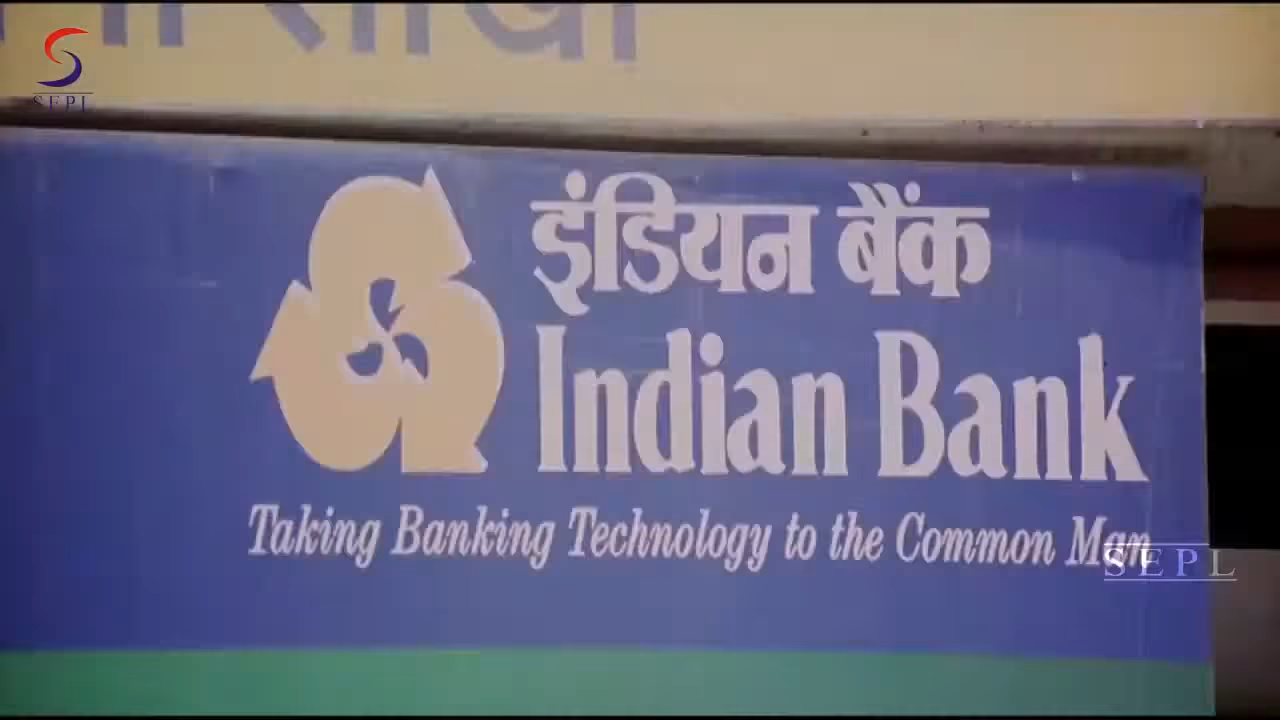 SEPL
इंडियन बैंक
Indian Bank
Taking Banking Technology to the Common Man
SEPL